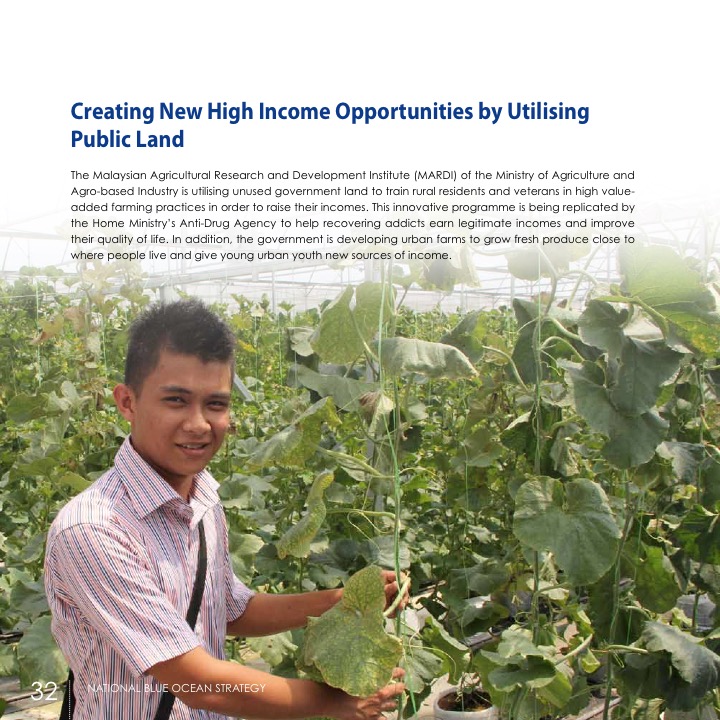 Creating New High Income Opportunities by Utilising
Public Land
The Malaysian Agricultural Research and Development Institute (MARDI) of the Ministry of Agriculture and
Agro-based Industry is utilising unused government land to train rural residents and veterans in high value-
added farming practices in order to raise their incomes. This innovative programme is being replicated by
the Home Ministry’s Anti-Drug Agency to help recovering addicts earn legitimate incomes and improve
their quality of life. In addition, the government is developing urban farms to grow fresh produce close to
where people live and give young urban youth new sources of income.
32 NATIONAL BLUE OCEAN STRATEGY